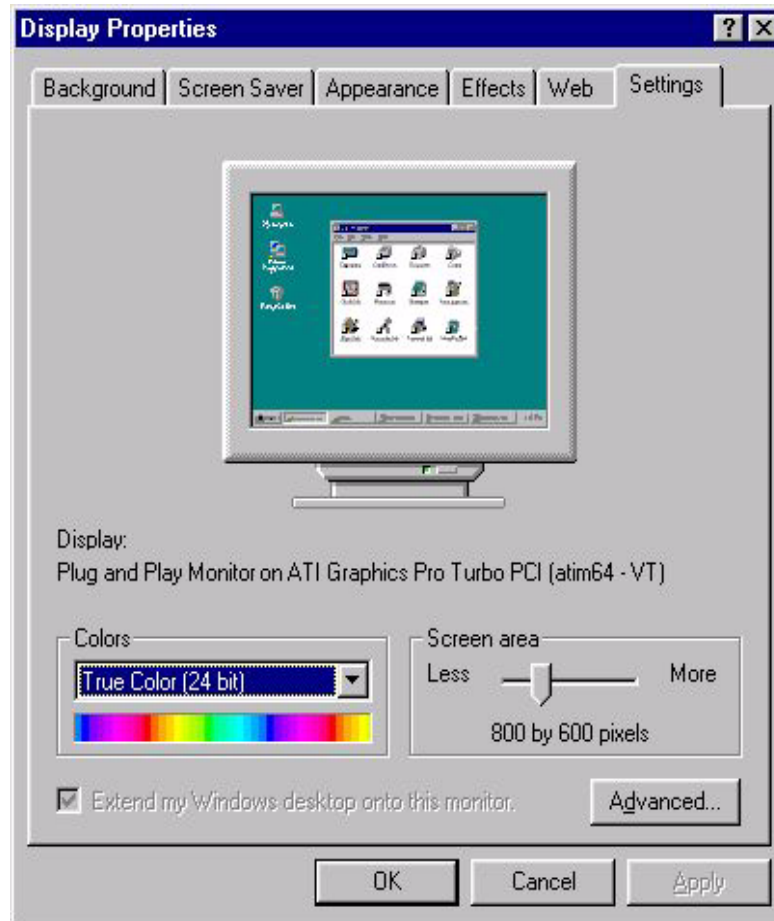 Display Properties
Background Screen Saver Appearance Effects Web Settings
Display:
Plug and Play Monitor on ATI Graphics Pro Turbo PCI (atim64 - VT)
Colors
True Color (24 bit)
Screen area
Less More
800 by 600 pixels
Extend my Windows desktop onto this monitor.
Advanced...
OK Cancel Apply